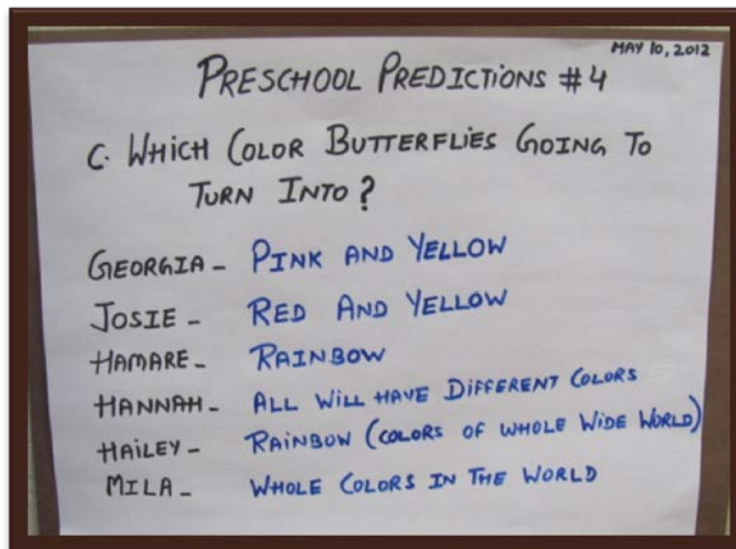 MAY 10, 2012
PRESCHOOL PREDICTIONS #4
C. WHICH COLOR BUTTERFLIES GOING TO
TURN INTO?
GEORGIA - PINK AND YELLOW
JOSIE - RED AND YELLOW
HAMARE - RAINBOW
HANNAH - ALL WILL HAVE DIFFERENT COLORS
HAILEY - RAINBOW (COLORS OF WHOLE WIDE WORLD)
MILA - WHOLE COLORS IN THE WORLD